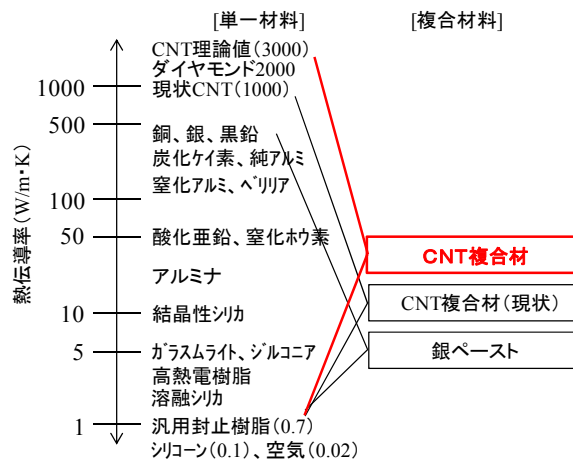 [単一材料]
[複合材料]
熱伝導率(W/m・K)
1000
500
100
50
10
5
1
CNT理論値(3000)
ダイヤモンド2000
現状CNT(1000)
銅、銀、黒鉛
炭化ケイ素、純アルミ
窒化アルミ、ベリリア
酸化亜鉛、窒化ホウ素
アルミナ
結晶性シリカ
ガラスムライト、ジルコニア
高熱電樹脂
溶融シリカ
汎用封止樹脂(0.7)
シリコーン(0.1)、空気(0.02)
CNT複合材
CNT複合材(現状)
銀ペースト